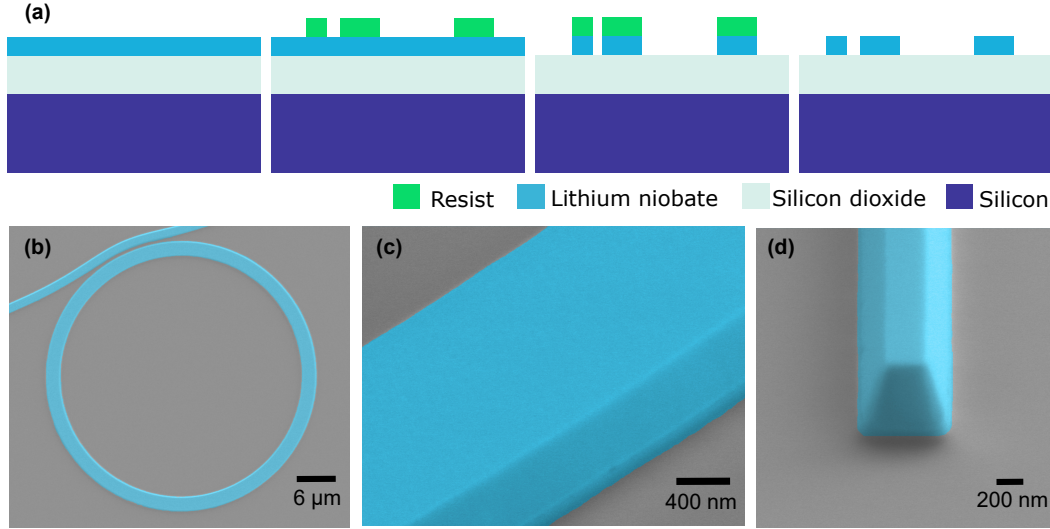 (a)
Resist Lithium niobate Silicon dioxide Silicon
(b) (c) (d)
6 μm 400 nm 200 nm